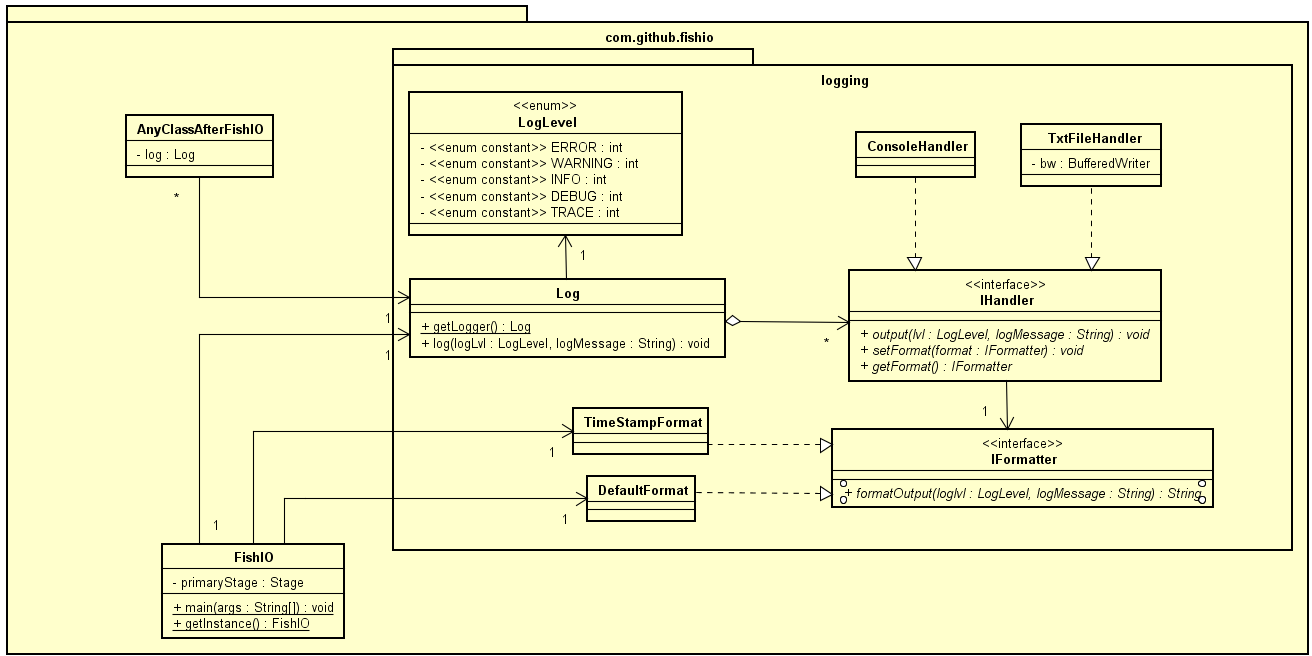 com.github.fishio
logging
AnyClassAfterFishIO
- log : Log
*
1
<<enum>>
LogLevel
- <<enum constant>> ERROR : int
- <<enum constant>> WARNING : int
- <<enum constant>> INFO : int
- <<enum constant>> DEBUG : int
- <<enum constant>> TRACE : int
1
ConsoleHandler
TxtFileHandler
- bw : BufferedWriter
Log
+ getLogger() : Log
+ log(logLvl : LogLevel, logMessage : String) : void
1
*
<<interface>>
IHandler
+ output(lvl : LogLevel, logMessage : String) : void
+ setFormat(format : IFormatter) : void
+ getFormat() : IFormatter
1
TimeStampFormat
1
DefaultFormat
1
<<interface>>
IFormatter
+ formatOutput(loglvl : LogLevel, logMessage : String) : String
1
FishIO
- primaryStage : Stage
+ main(args : String[]) : void
+ getInstance() : FishIO